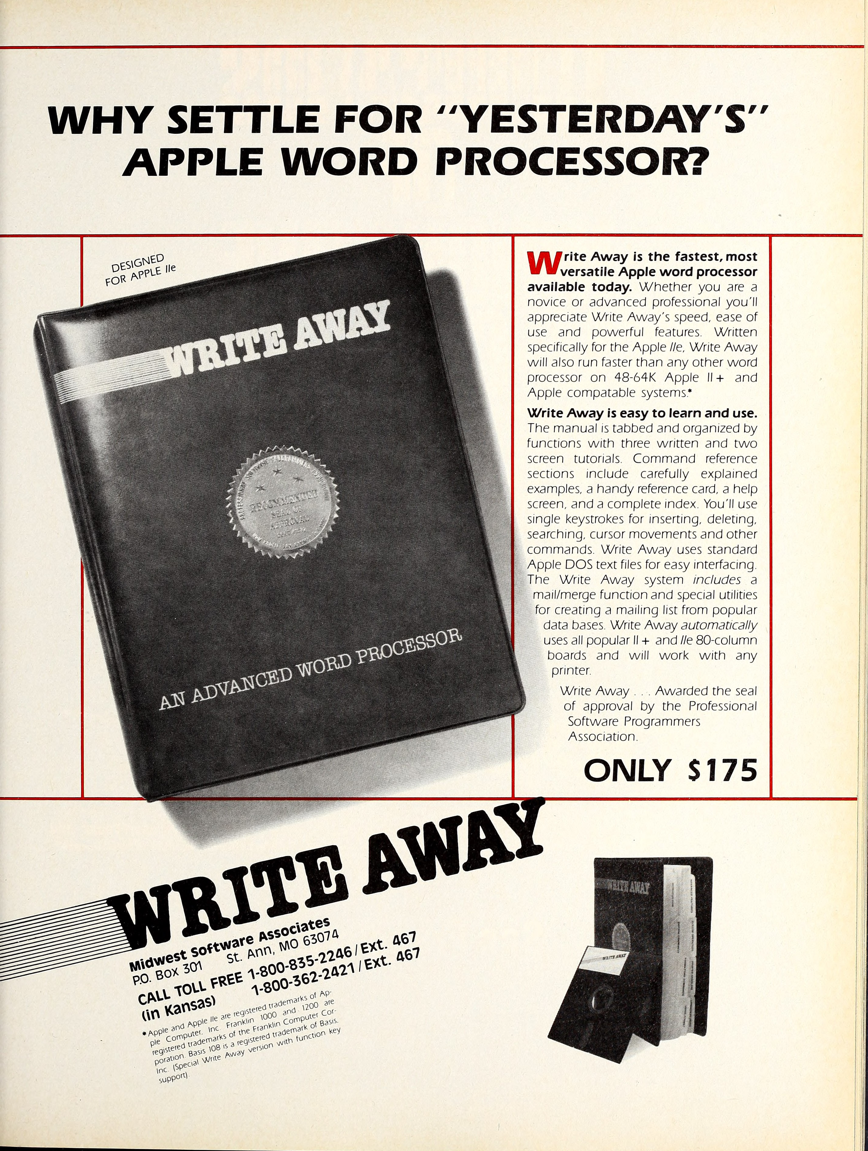 WHY SETTLE FOR "YESTERDAY'S"
APPLE WORD PROCESSOR?
DESIGNED
FOR APPLE IIe
WRITE AWAY
AN ADVANCED WORD PROCESSOR
Write Away is the fastest, most
versatile Apple word processor
available today. Whether you are a
novice or advanced professional you'll
appreciate Write Away's speed, ease of
use and powerful features. Written
specifically for the Apple IIe, Write Away
will also run faster than any other word
processor on 48-64K Apple II+ and
Apple compatable systems.*
Write Away is easy to learn and use.
The manual is tabbed and organized by
functions with three written and two
screen tutorials. Command reference
sections include carefully explained
examples, a handy reference card, a help
screen, and a complete index. You'll use
single keystrokes for inserting, deleting,
searching, cursor movements and other
commands. Write Away uses standard
Apple DOS text files for easy interfacing.
The Write Away system includes a
mail/merge function and special utilities
for creating a mailing list from popular
data bases. Write Away automatically
uses all popular II+ and IIe 80-column
boards and will work with any
printer.
Write Away . . . Awarded the seal
of approval by the Professional
Software Programmers
Association.
ONLY $175
WRITE AWAY
Midwest Software Associates
P.O. Box 301 St. Ann, MO 63074
CALL TOLL FREE 1-800-835-2246/Ext. 467
(in Kansas) 1-800-362-2421/Ext. 467
*Apple and Apple IIe are registered trademarks of Ap-
ple Computer, Inc. Franklin 1000 and 1200 are
registered trademarks of the Franklin Computer Cor-
poration. Basis 108 is a registered trademark of Basis,
Inc. (Special Write Away version with function key
support).
WRITE AWAY
WRITE AWAY